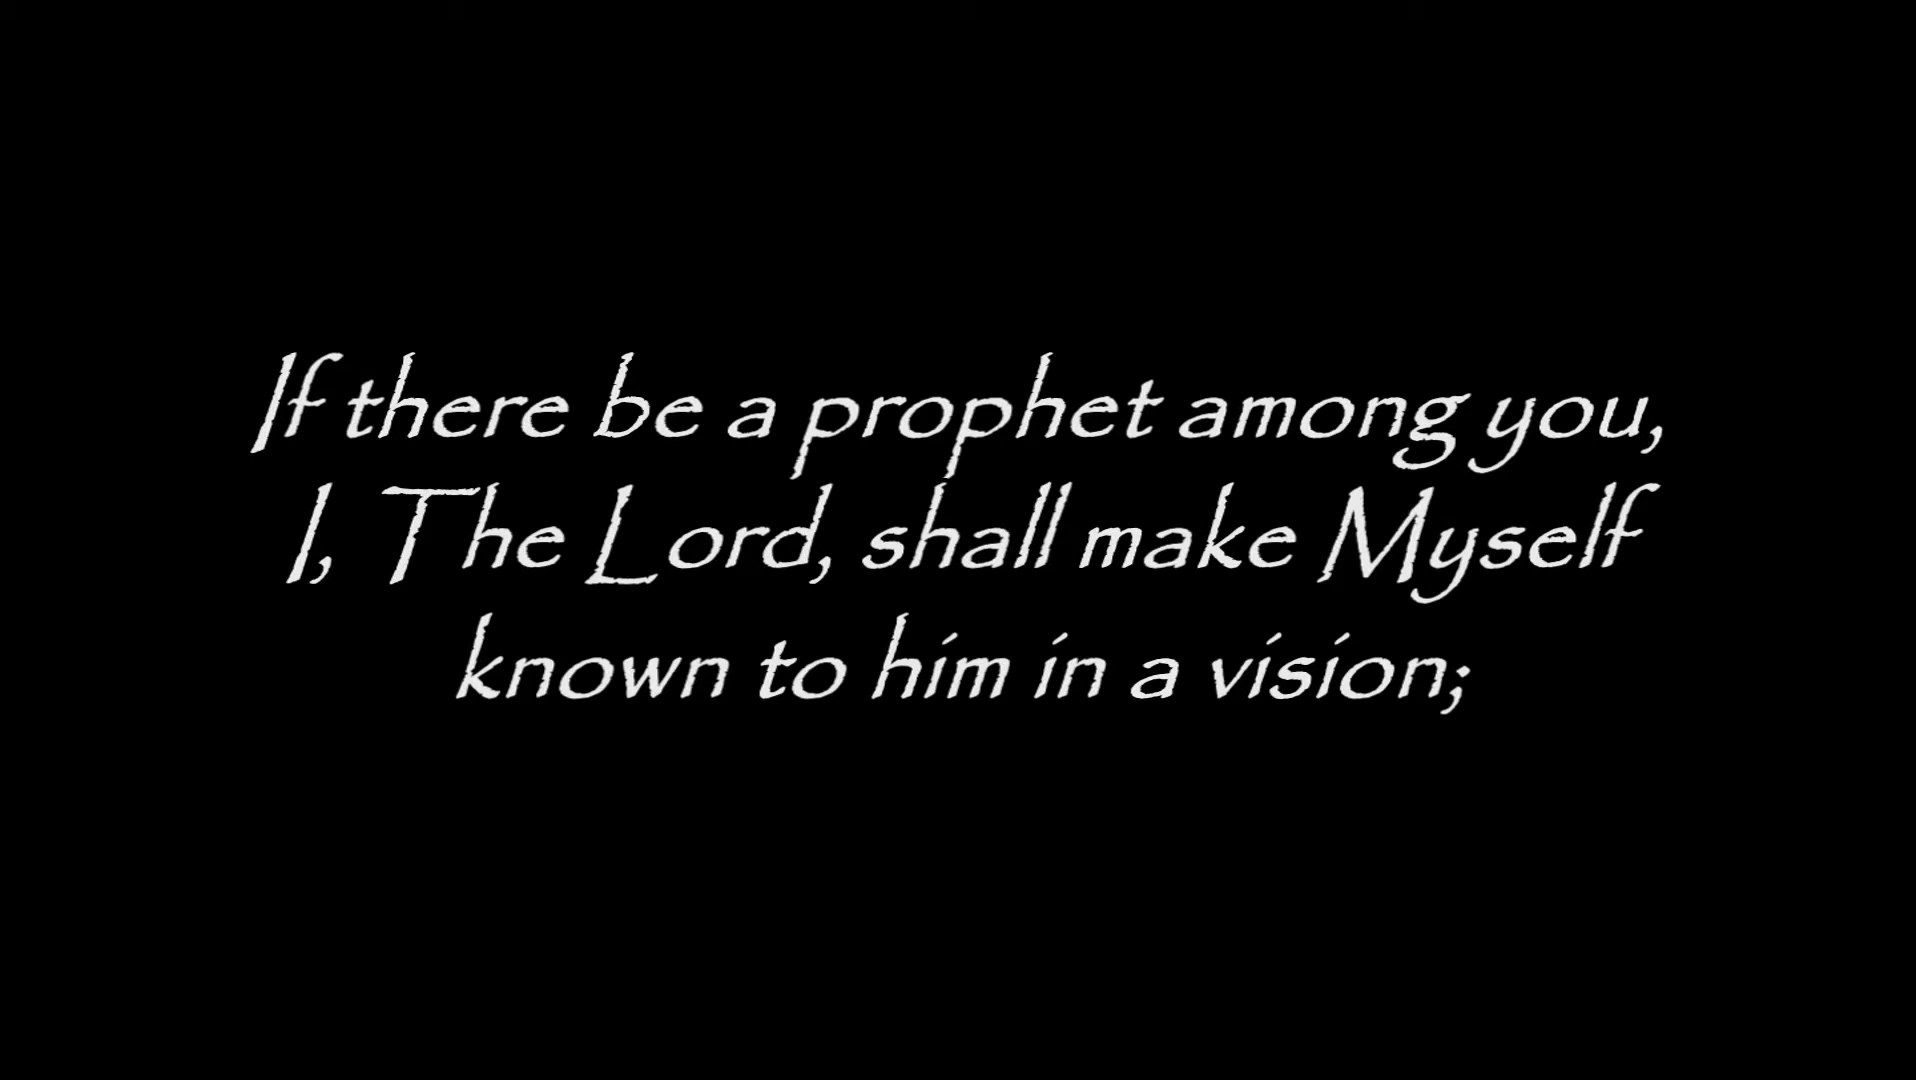 If there be a prophet among you,
I, The Lord, shall make Myself
known to him in a vision;